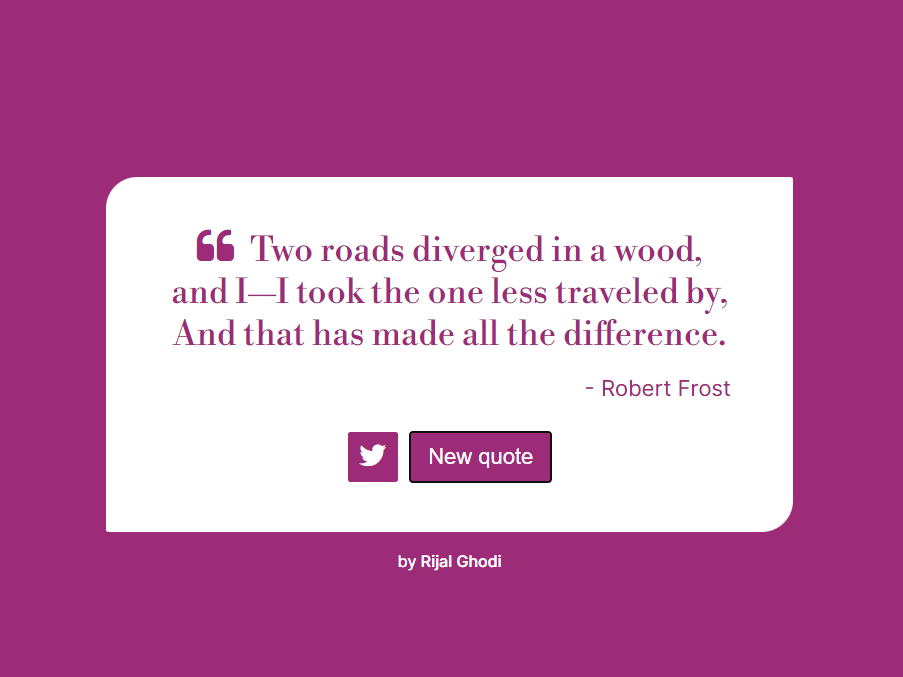 “ Two roads diverged in a wood,
and I—I took the one less traveled by,
And that has made all the difference.
- Robert Frost
New quote
by Rijal Ghodi